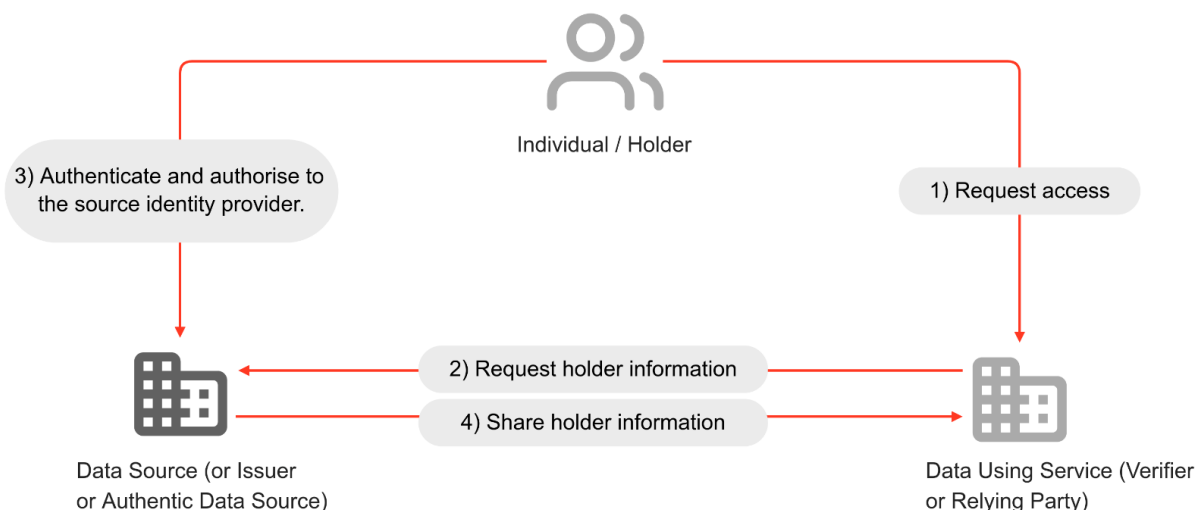 Individual / Holder
3) Authenticate and authorise to
the source identity provider.
1) Request access
2) Request holder information
4) Share holder information
Data Source (or Issuer
or Authentic Data Source)
Data Using Service (Verifier
or Relying Party)